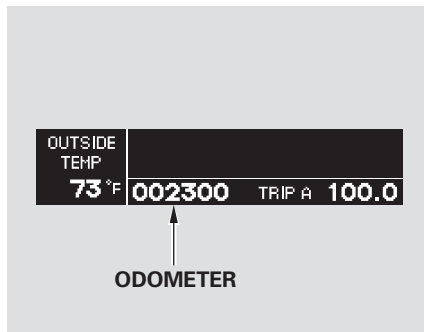 OUTSIDE
TEMP
73 °F 002300 TRIP A 100.0
ODOMETER